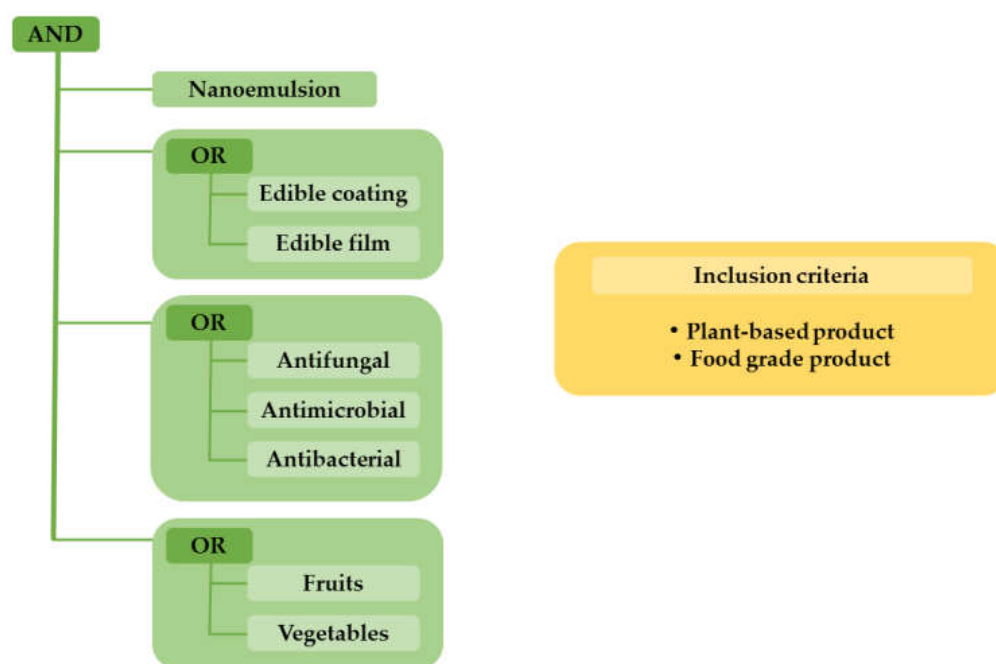 AND
Nanoemulsion
OR
Edible coating
Edible film
OR
Antifungal
Antimicrobial
Antibacterial
OR
Fruits
Vegetables
Inclusion criteria
• Plant-based product
• Food grade product